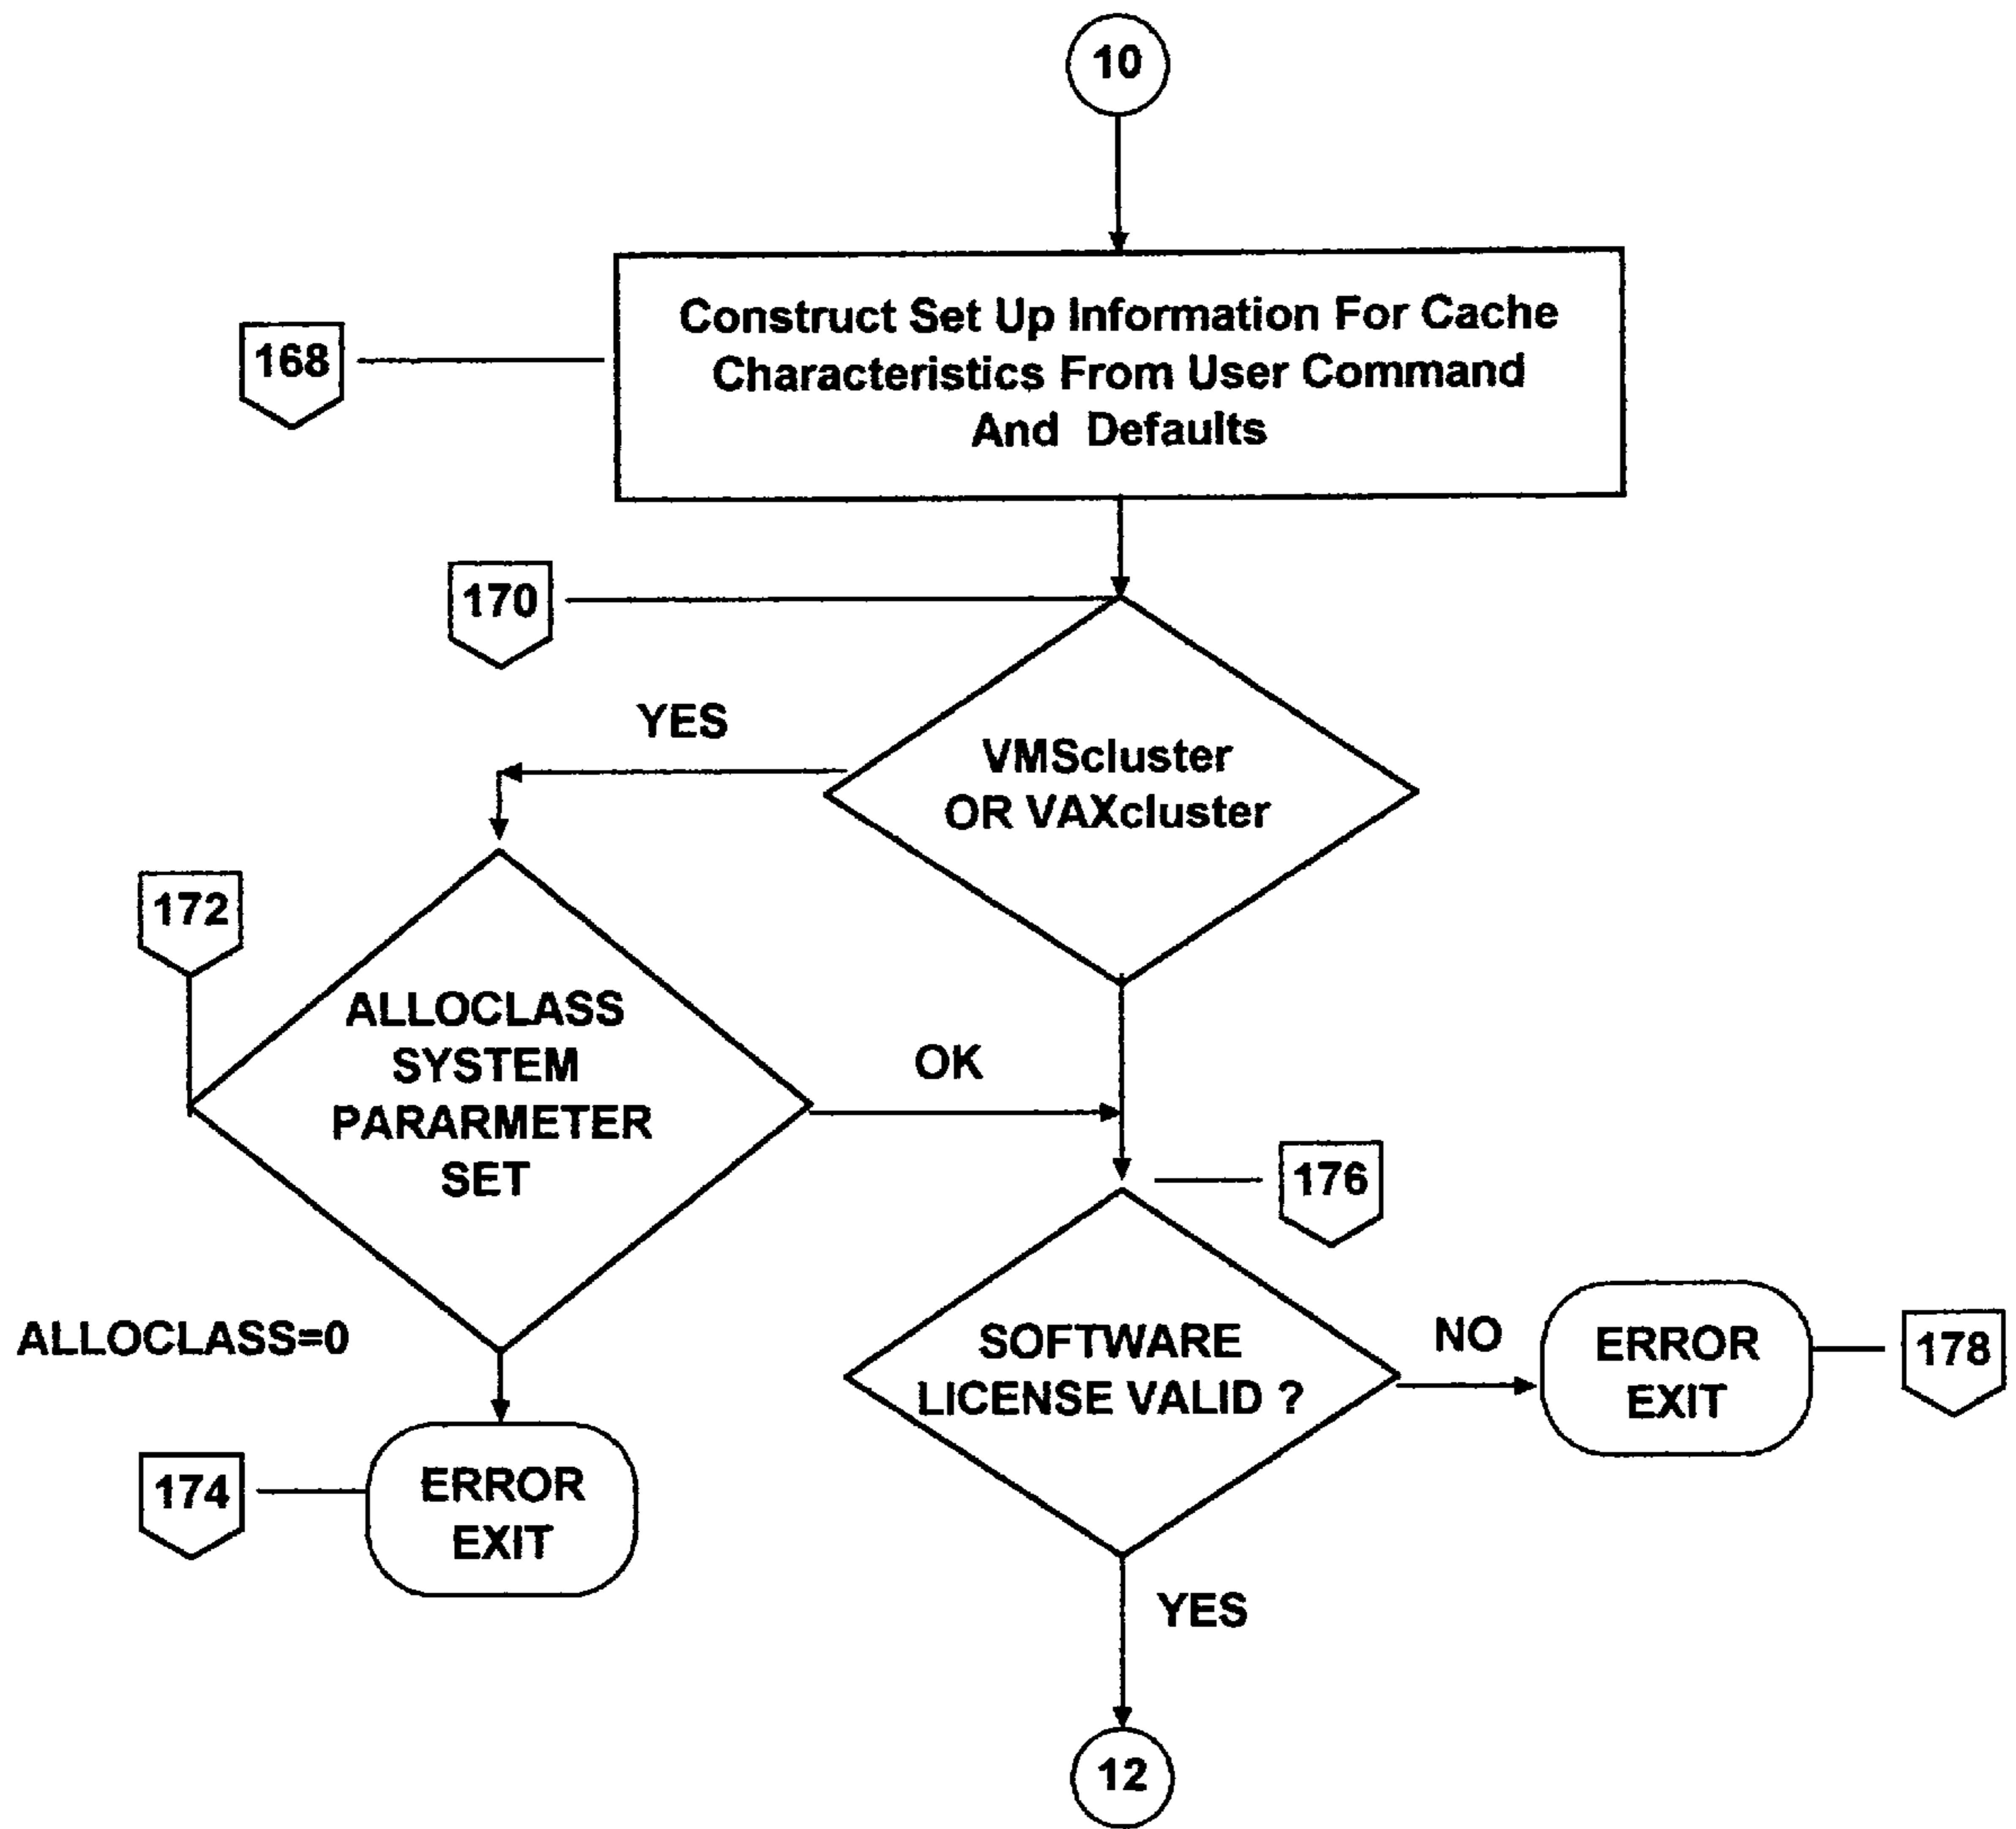 10
Construct Set Up Information For Cache
Characteristics From User Command
And Defaults
168
170
YES
VMScluster
OR VAXcluster
172
ALLOCLASS
SYSTEM
PARARMETER
SET
OK
176
ALLOCLASS=0
SOFTWARE
LICENSE VALID ?
NO
ERROR
EXIT
178
174
ERROR
EXIT
YES
12